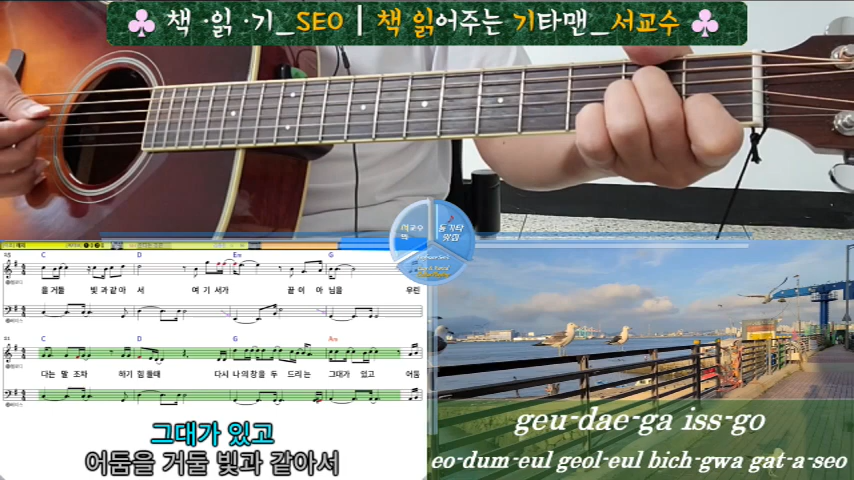 ♣ 책 ·읽 ·기_SEO | 책 읽어주는 기타맨_서교수 ♣
C D Em G
을거둘 빛과같아 서 여기서가 끝이아 님을 우린
C D G Am
다는 말 조차 하기 힘들때 다시 나의 창을 두 드리는 그대가 있고 어둠
그대가 있고
어둠을 거둘 빛과 같아서
geu-dae-ga iss-go
eo-dum-eul geol-eul bich-gwa gat-a-seo